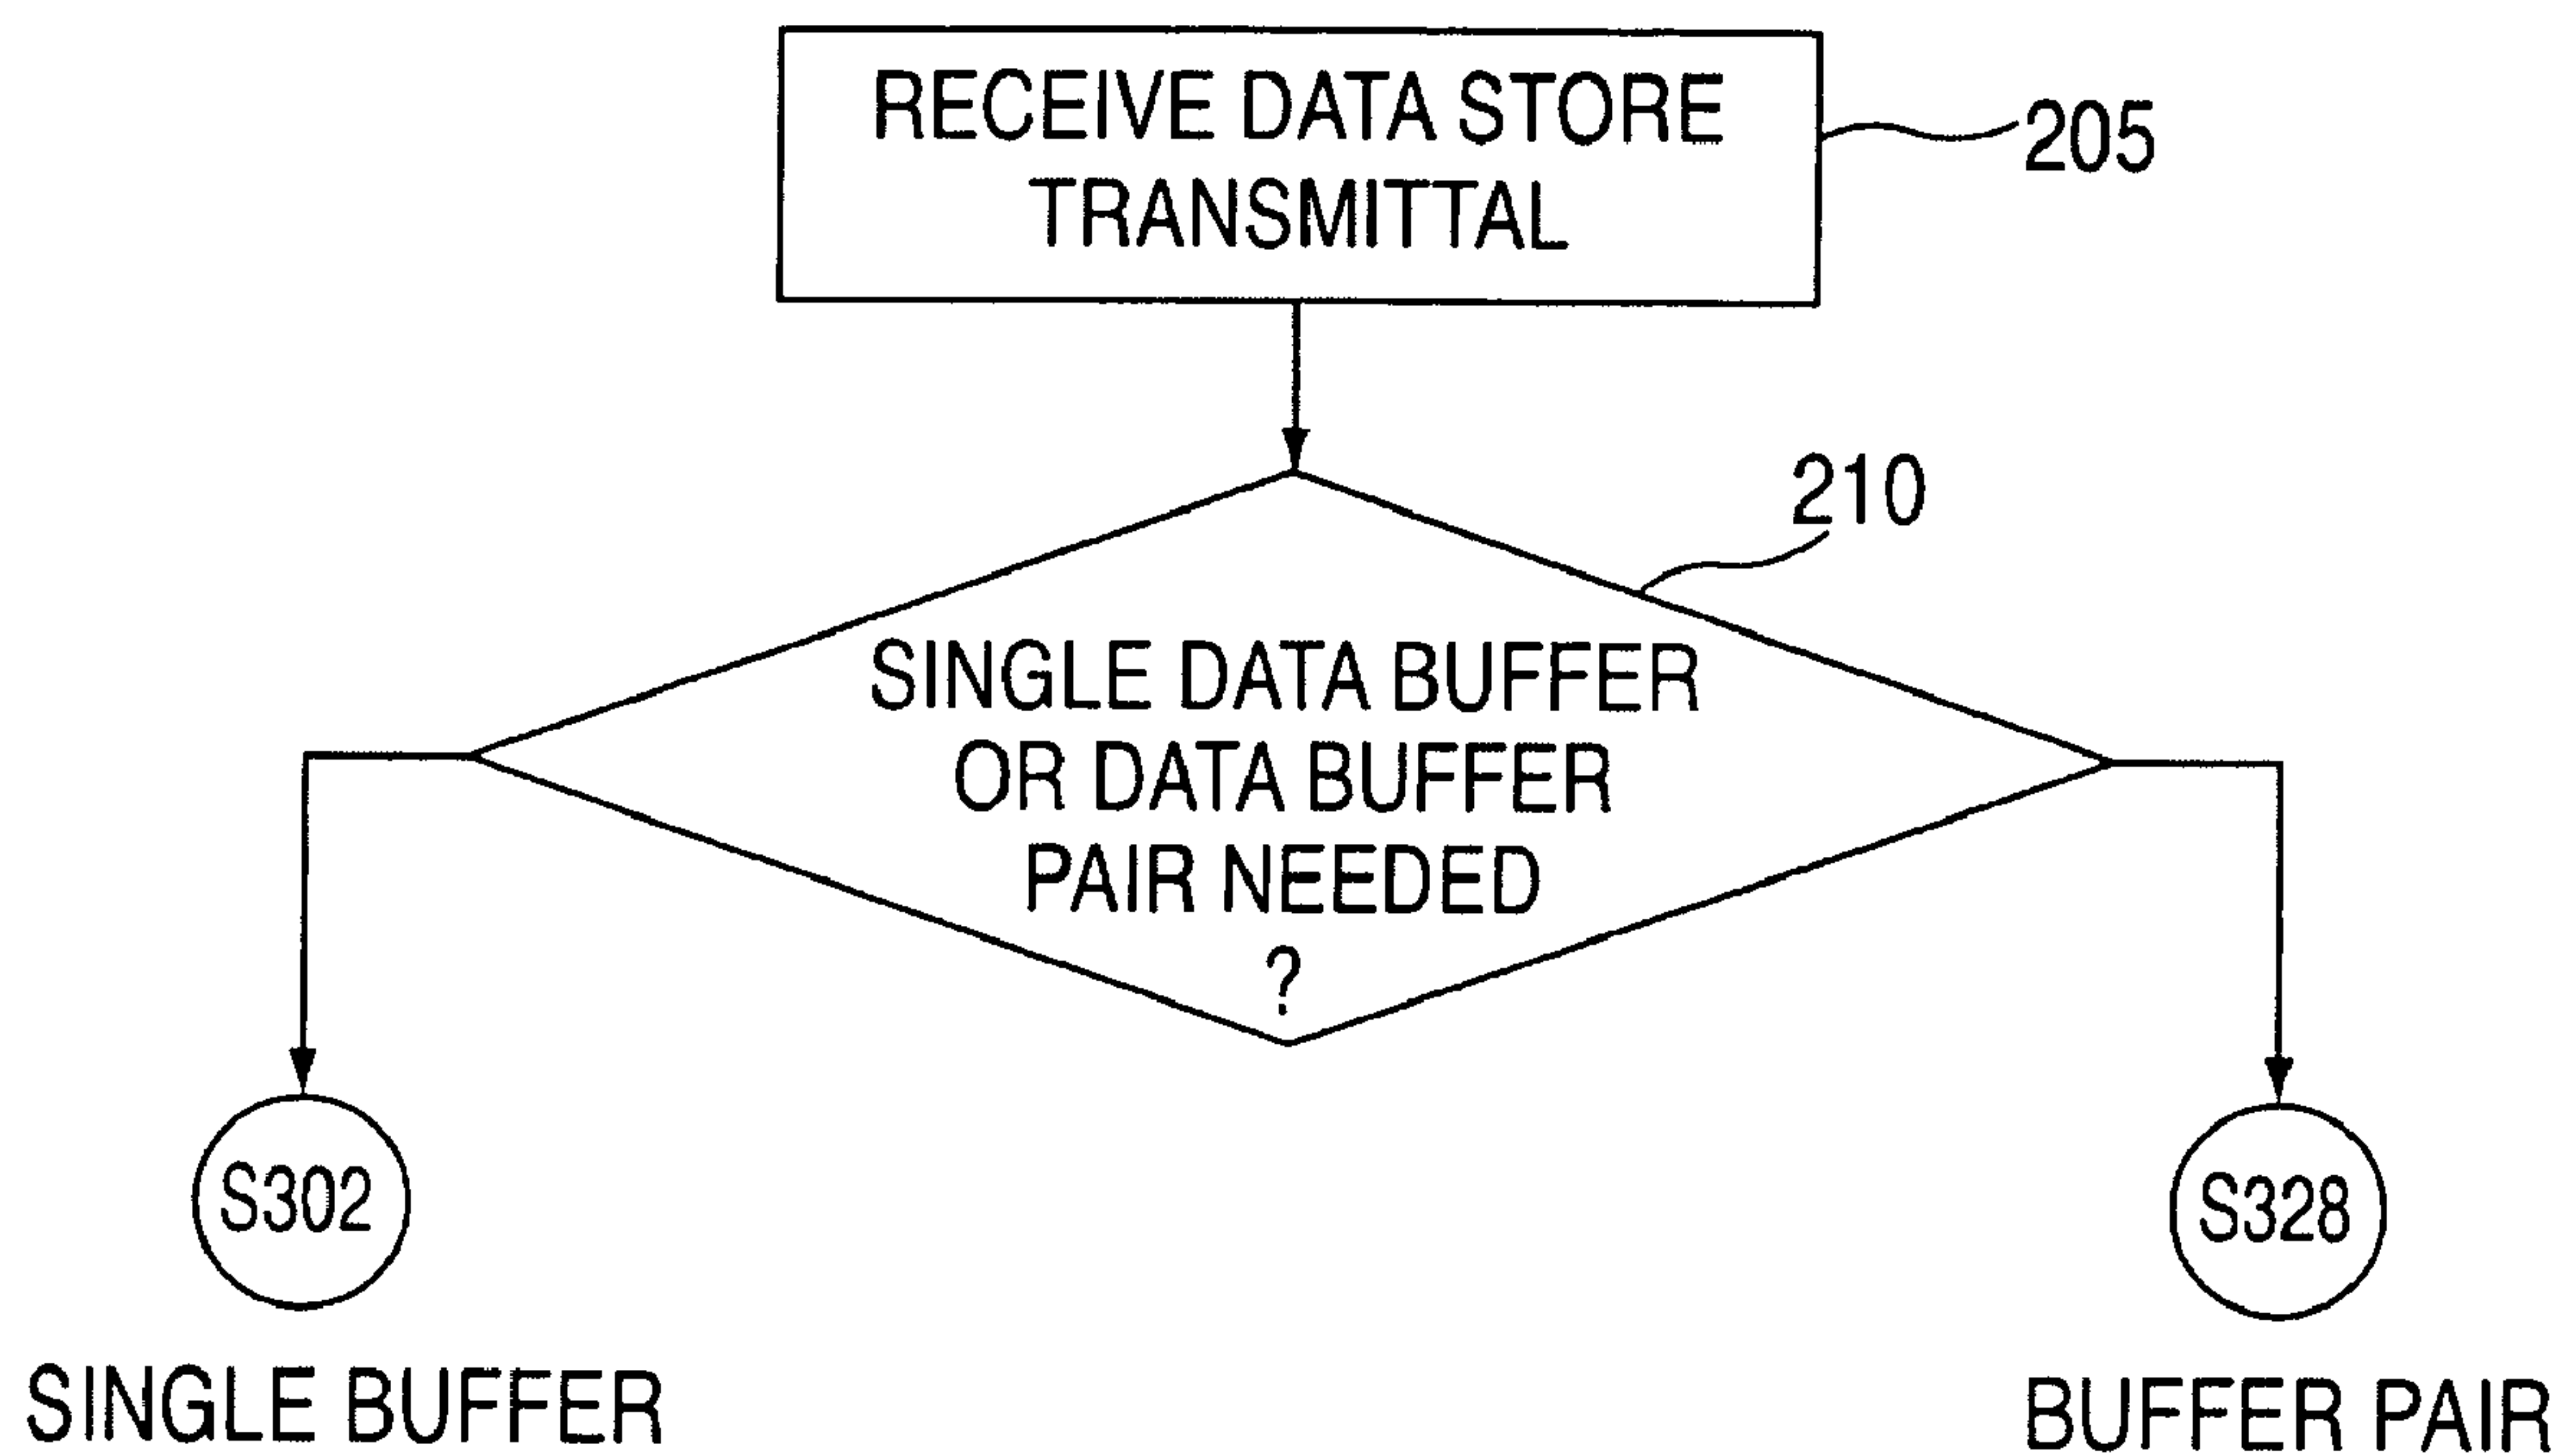 RECEIVE DATA STORE
TRANSMITTAL
205
210
SINGLE DATA BUFFER
OR DATA BUFFER
PAIR NEEDED
?
S302
S328
SINGLE BUFFER
BUFFER PAIR